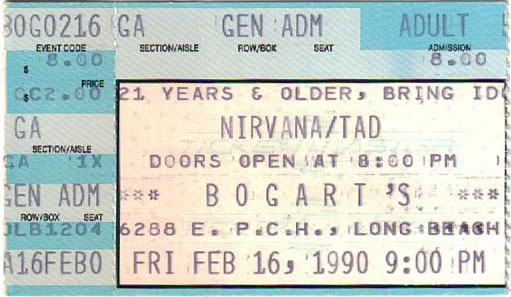 BOG0216 GA GEN ADM ADULT
EVENT CODE SECTION/AISLE ROW/BOX SEAT ADMISSION
8.00 8.00
$ PRICE
$ CC2.00 21 YEARS & OLDER, BRING ID
GA NIRVANA/TAD
SECTION/AISLE
CA 1X DOORS OPEN AT 8:00 PM
GEN ADM *** BOGART'S ***
ROW/BOX SEAT
OLB1204 6288 E. P.C.H., LONG BEACH
A16FEB0 FRI FEB 16, 1990 9:00 PM